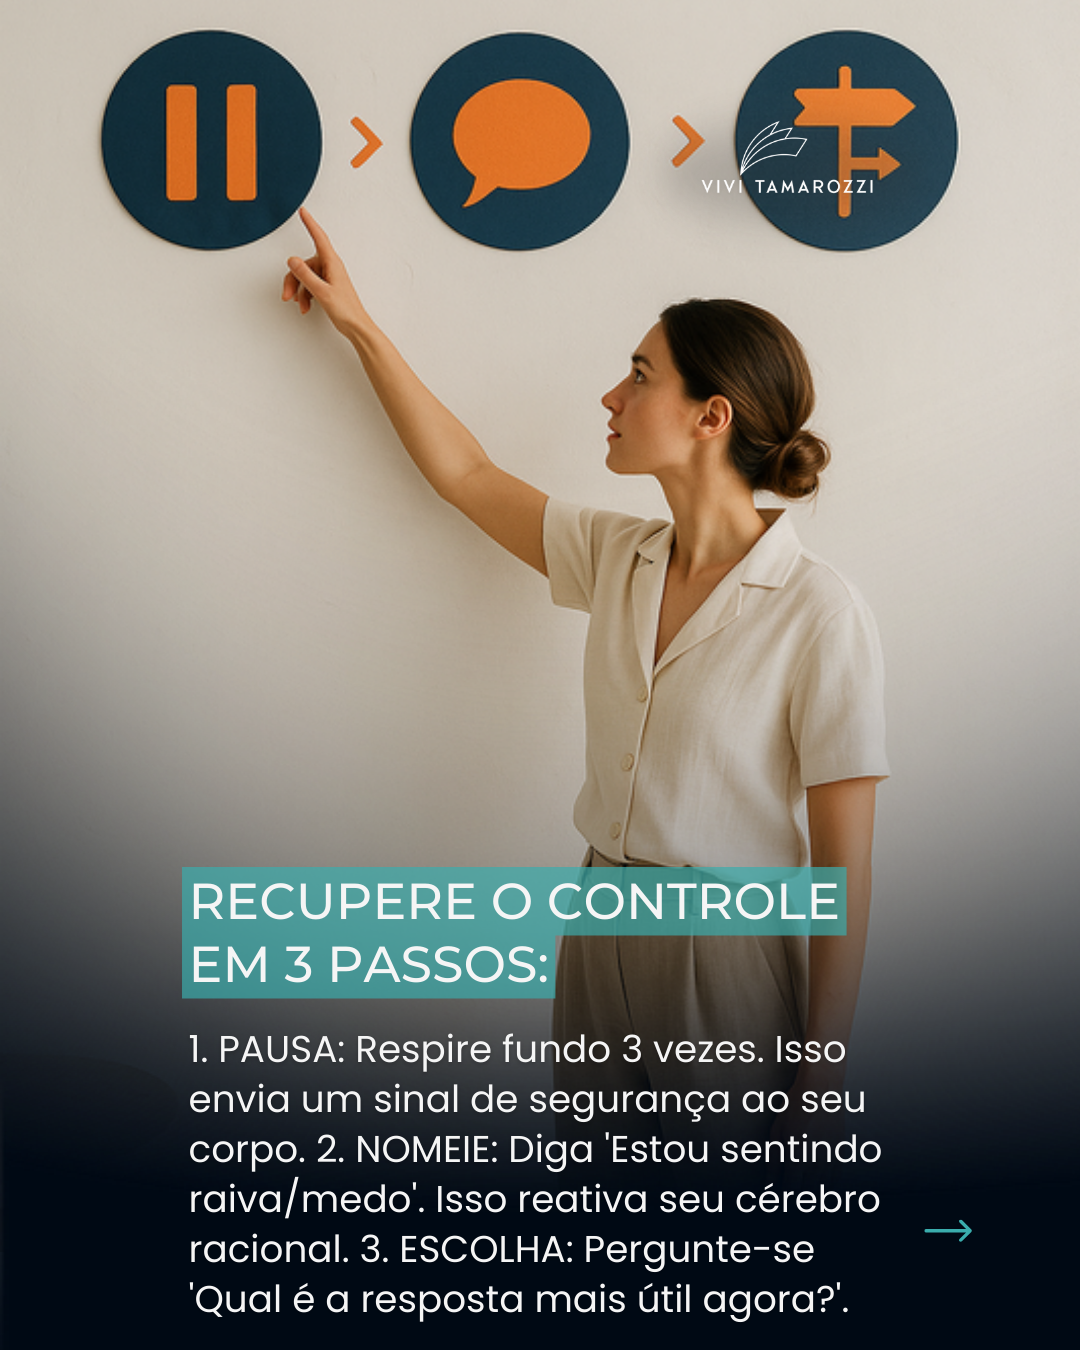 VIVI TAMAROZZI
RECUPERE O CONTROLE
EM 3 PASSOS:
1. PAUSA: Respire fundo 3 vezes. Isso
envia um sinal de segurança ao seu
corpo. 2. NOMEIE: Diga 'Estou sentindo
raiva/medo'. Isso reativa seu cérebro
racional. 3. ESCOLHA: Pergunte-se
'Qual é a resposta mais útil agora?'.